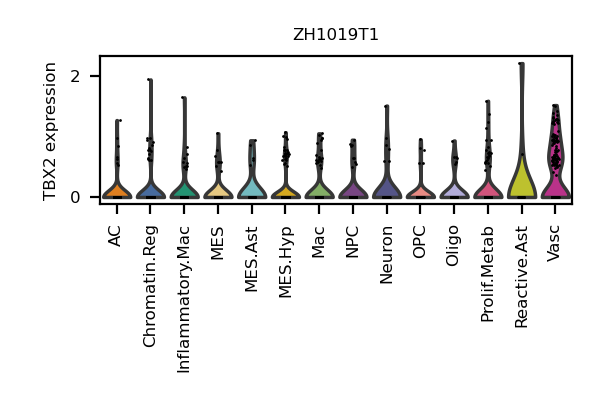 ZH1019T1
TBX2 expression
2
0
AC
Chromatin.Reg
Inflammatory.Mac
MES
MES.Ast
MES.Hyp
Mac
NPC
Neuron
OPC
Oligo
Prolif.Metab
Reactive.Ast
Vasc